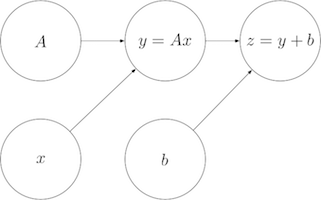 A
y = Ax
z = y + b
x
b